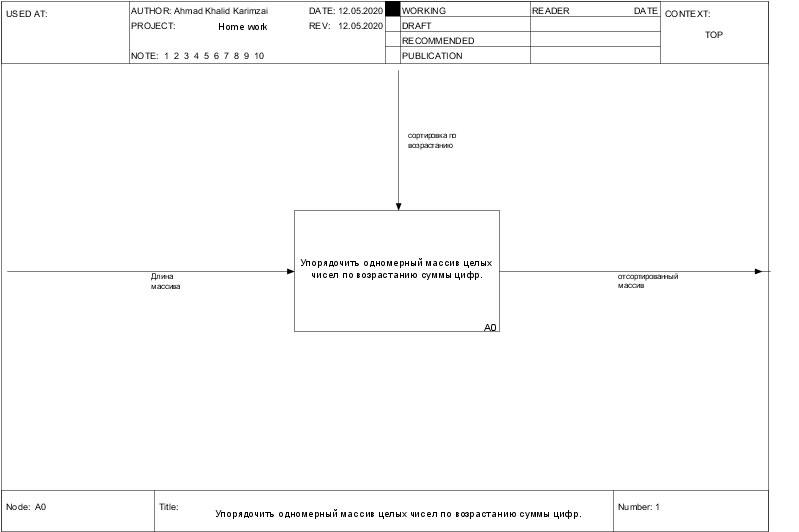 USED AT:
AUTHOR: Ahmad Khalid Karimzai
DATE: 12.05.2020
PROJECT: Home work
REV: 12.05.2020
NOTE: 1 2 3 4 5 6 7 8 9 10
WORKING
DRAFT
RECOMMENDED
PUBLICATION
READER
DATE
CONTEXT:
TOP
сортировка по
возрастанию
Упорядочить одномерный массив целых
чисел по возрастанию суммы цифр.
A0
Длина
массива
отсортированный
массив
Node: A0
Title: Упорядочить одномерный массив целых чисел по возрастанию суммы цифр.
Number: 1